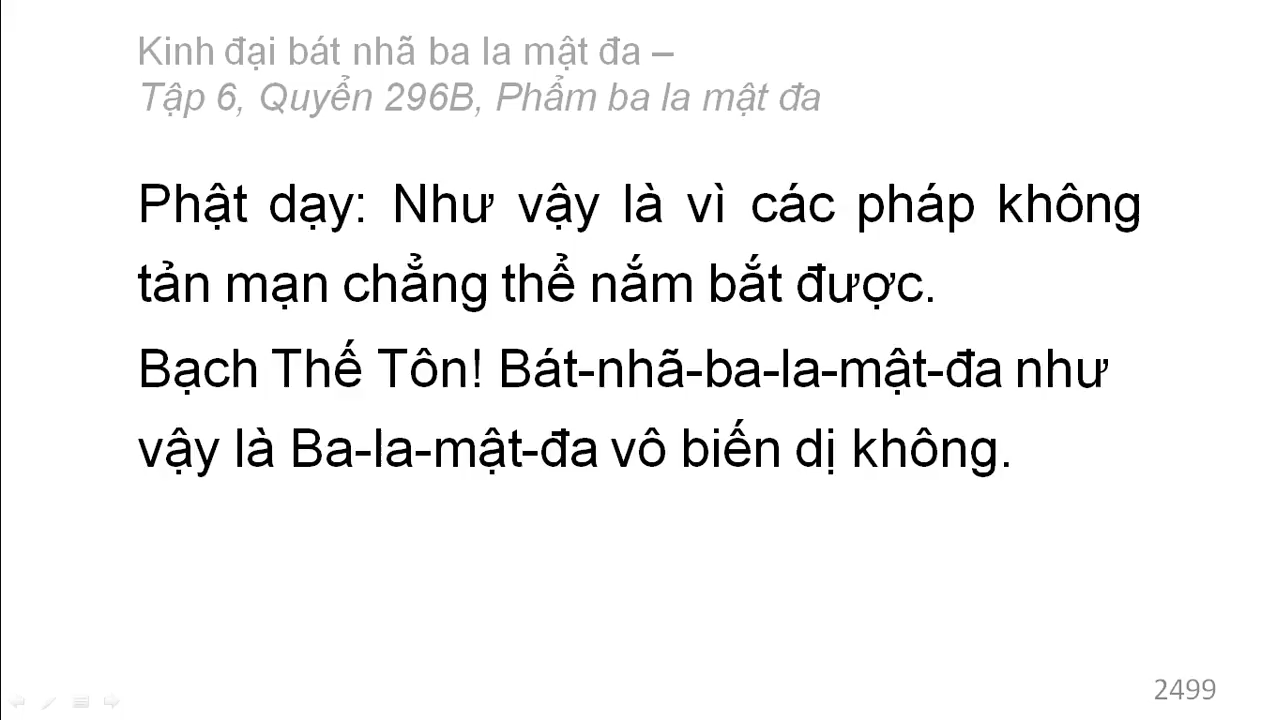 Kinh đại bát nhã ba la mật đa –
Tập 6, Quyển 296B, Phẩm ba la mật đa
Phật dạy: Như vậy là vì các pháp không
tản mạn chẳng thể nắm bắt được.
Bạch Thế Tôn! Bát-nhã-ba-la-mật-đa như
vậy là Ba-la-mật-đa vô biến dị không.
2499